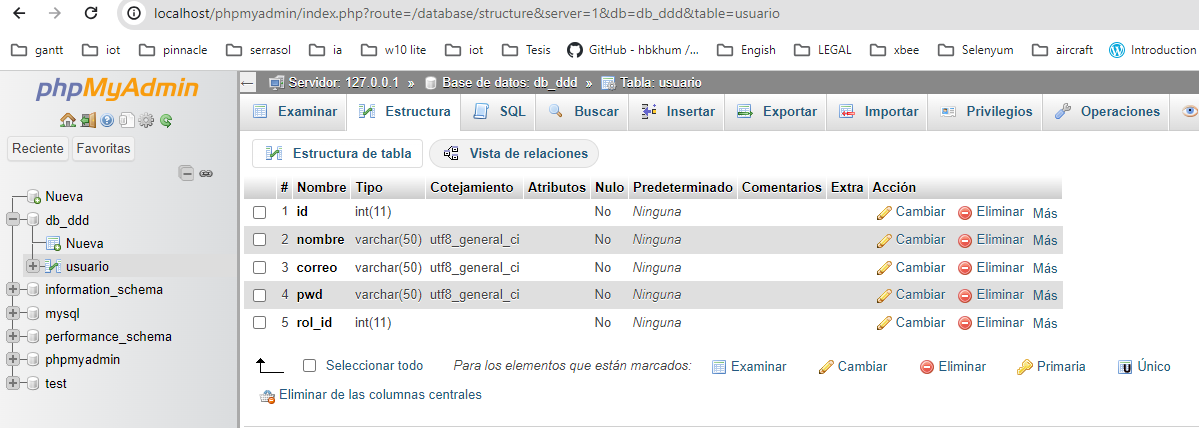 localhost/phpmyadmin/index.php?route=/database/structure&server=1&db=db_ddd&table=usuario
gantt iot pinnacle serrasol ia w10 lite iot Tesis GitHub - hbkhum /... Engish LEGAL xbee Selenyum aircraft Introduction
phpMyAdmin
Reciente Favoritas
Nueva
db_ddd
Nueva
usuario
information_schema
mysql
performance_schema
phpmyadmin
test
Servidor: 127.0.0.1 » Base de datos: db_ddd » Tabla: usuario
Examinar Estructura SQL Buscar Insertar Exportar Importar Privilegios Operaciones
Estructura de tabla Vista de relaciones
# Nombre Tipo Cotejamiento Atributos Nulo Predeterminado Comentarios Extra Acción
1 id int(11) No Ninguna Cambiar Eliminar Más
2 nombre varchar(50) utf8_general_ci No Ninguna Cambiar Eliminar Más
3 correo varchar(50) utf8_general_ci No Ninguna Cambiar Eliminar Más
4 pwd varchar(50) utf8_general_ci No Ninguna Cambiar Eliminar Más
5 rol_id int(11) No Ninguna Cambiar Eliminar Más
Seleccionar todo Para los elementos que están marcados: Examinar Cambiar Eliminar Primaria Único
Eliminar de las columnas centrales